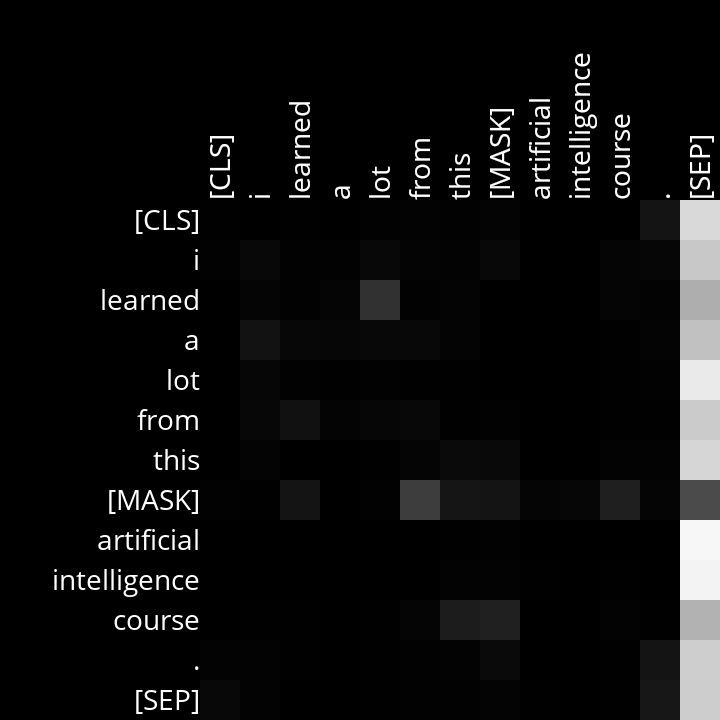 [CLS]
i
learned
a
lot
from
this
[MASK]
artificial
intelligence
course
.
[SEP]
[CLS]
i
learned
a
lot
from
this
[MASK]
artificial
intelligence
course
.
[SEP]